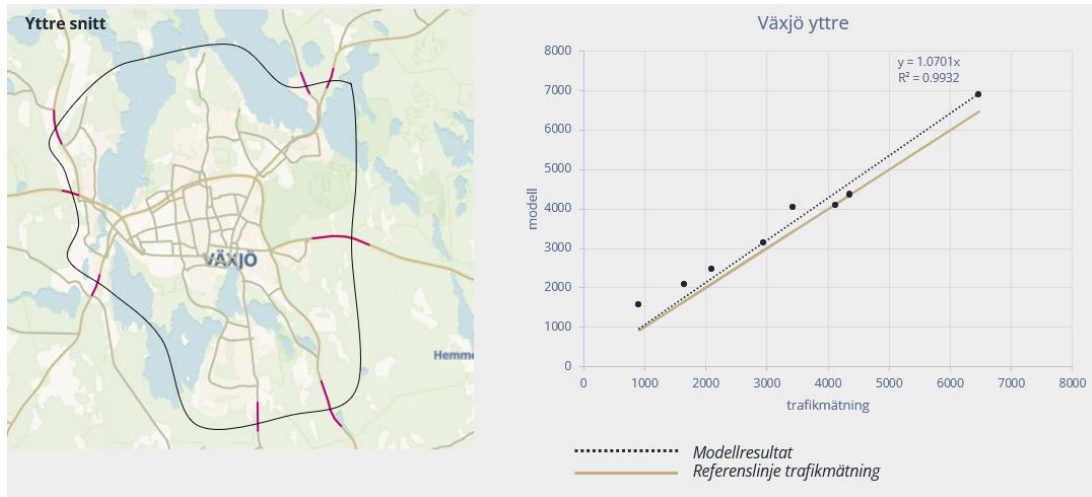 Yttre snitt
VÄXJÖ
Hemme
Växjö yttre
y = 1.0701x
R² = 0.9932
8000
7000
6000
5000
4000
3000
2000
1000
0
modell
0 1000 2000 3000 4000 5000 6000 7000 8000
trafikmätning
Modellresultat
Referenslinje trafikmätning